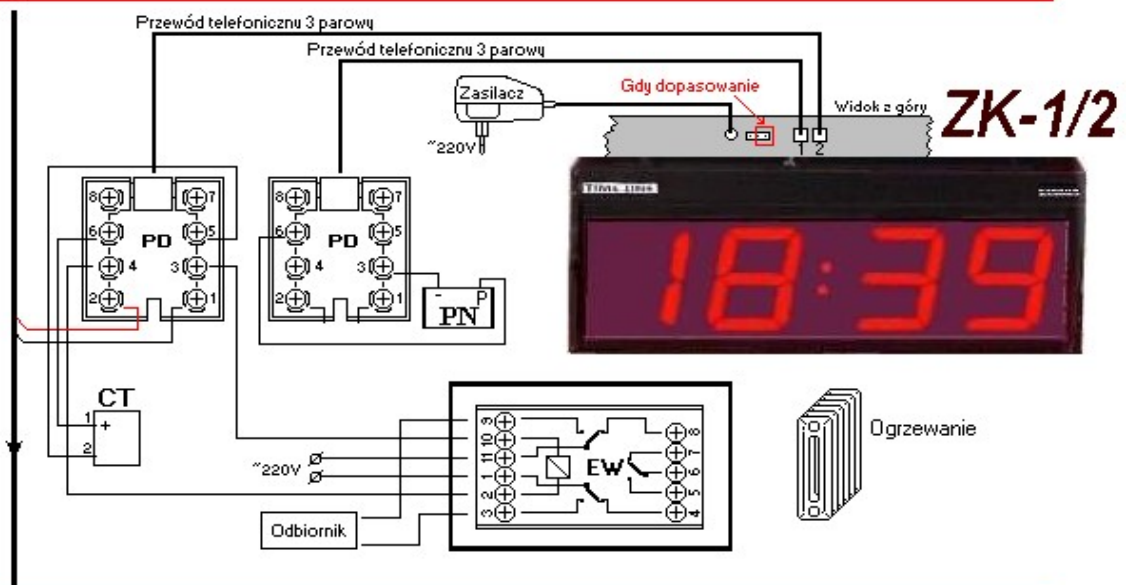 Przewód telefonicznu 3 parowy
Przewód telefonicznu 3 parowy
Zasilacz
Gdy dopasowanie
Widok z góry
ZK-1/2
~220V
1 2
TIME LINE
18:39
8 7
6 PD 5
4 3
2 1
8 7
6 PD 5
4 3
2 1
- P
PN
CT
1 +
2
~220V
Odbiornik
9
10
11
1
2
3
EW
8
7
6
5
4
Ogrzewanie